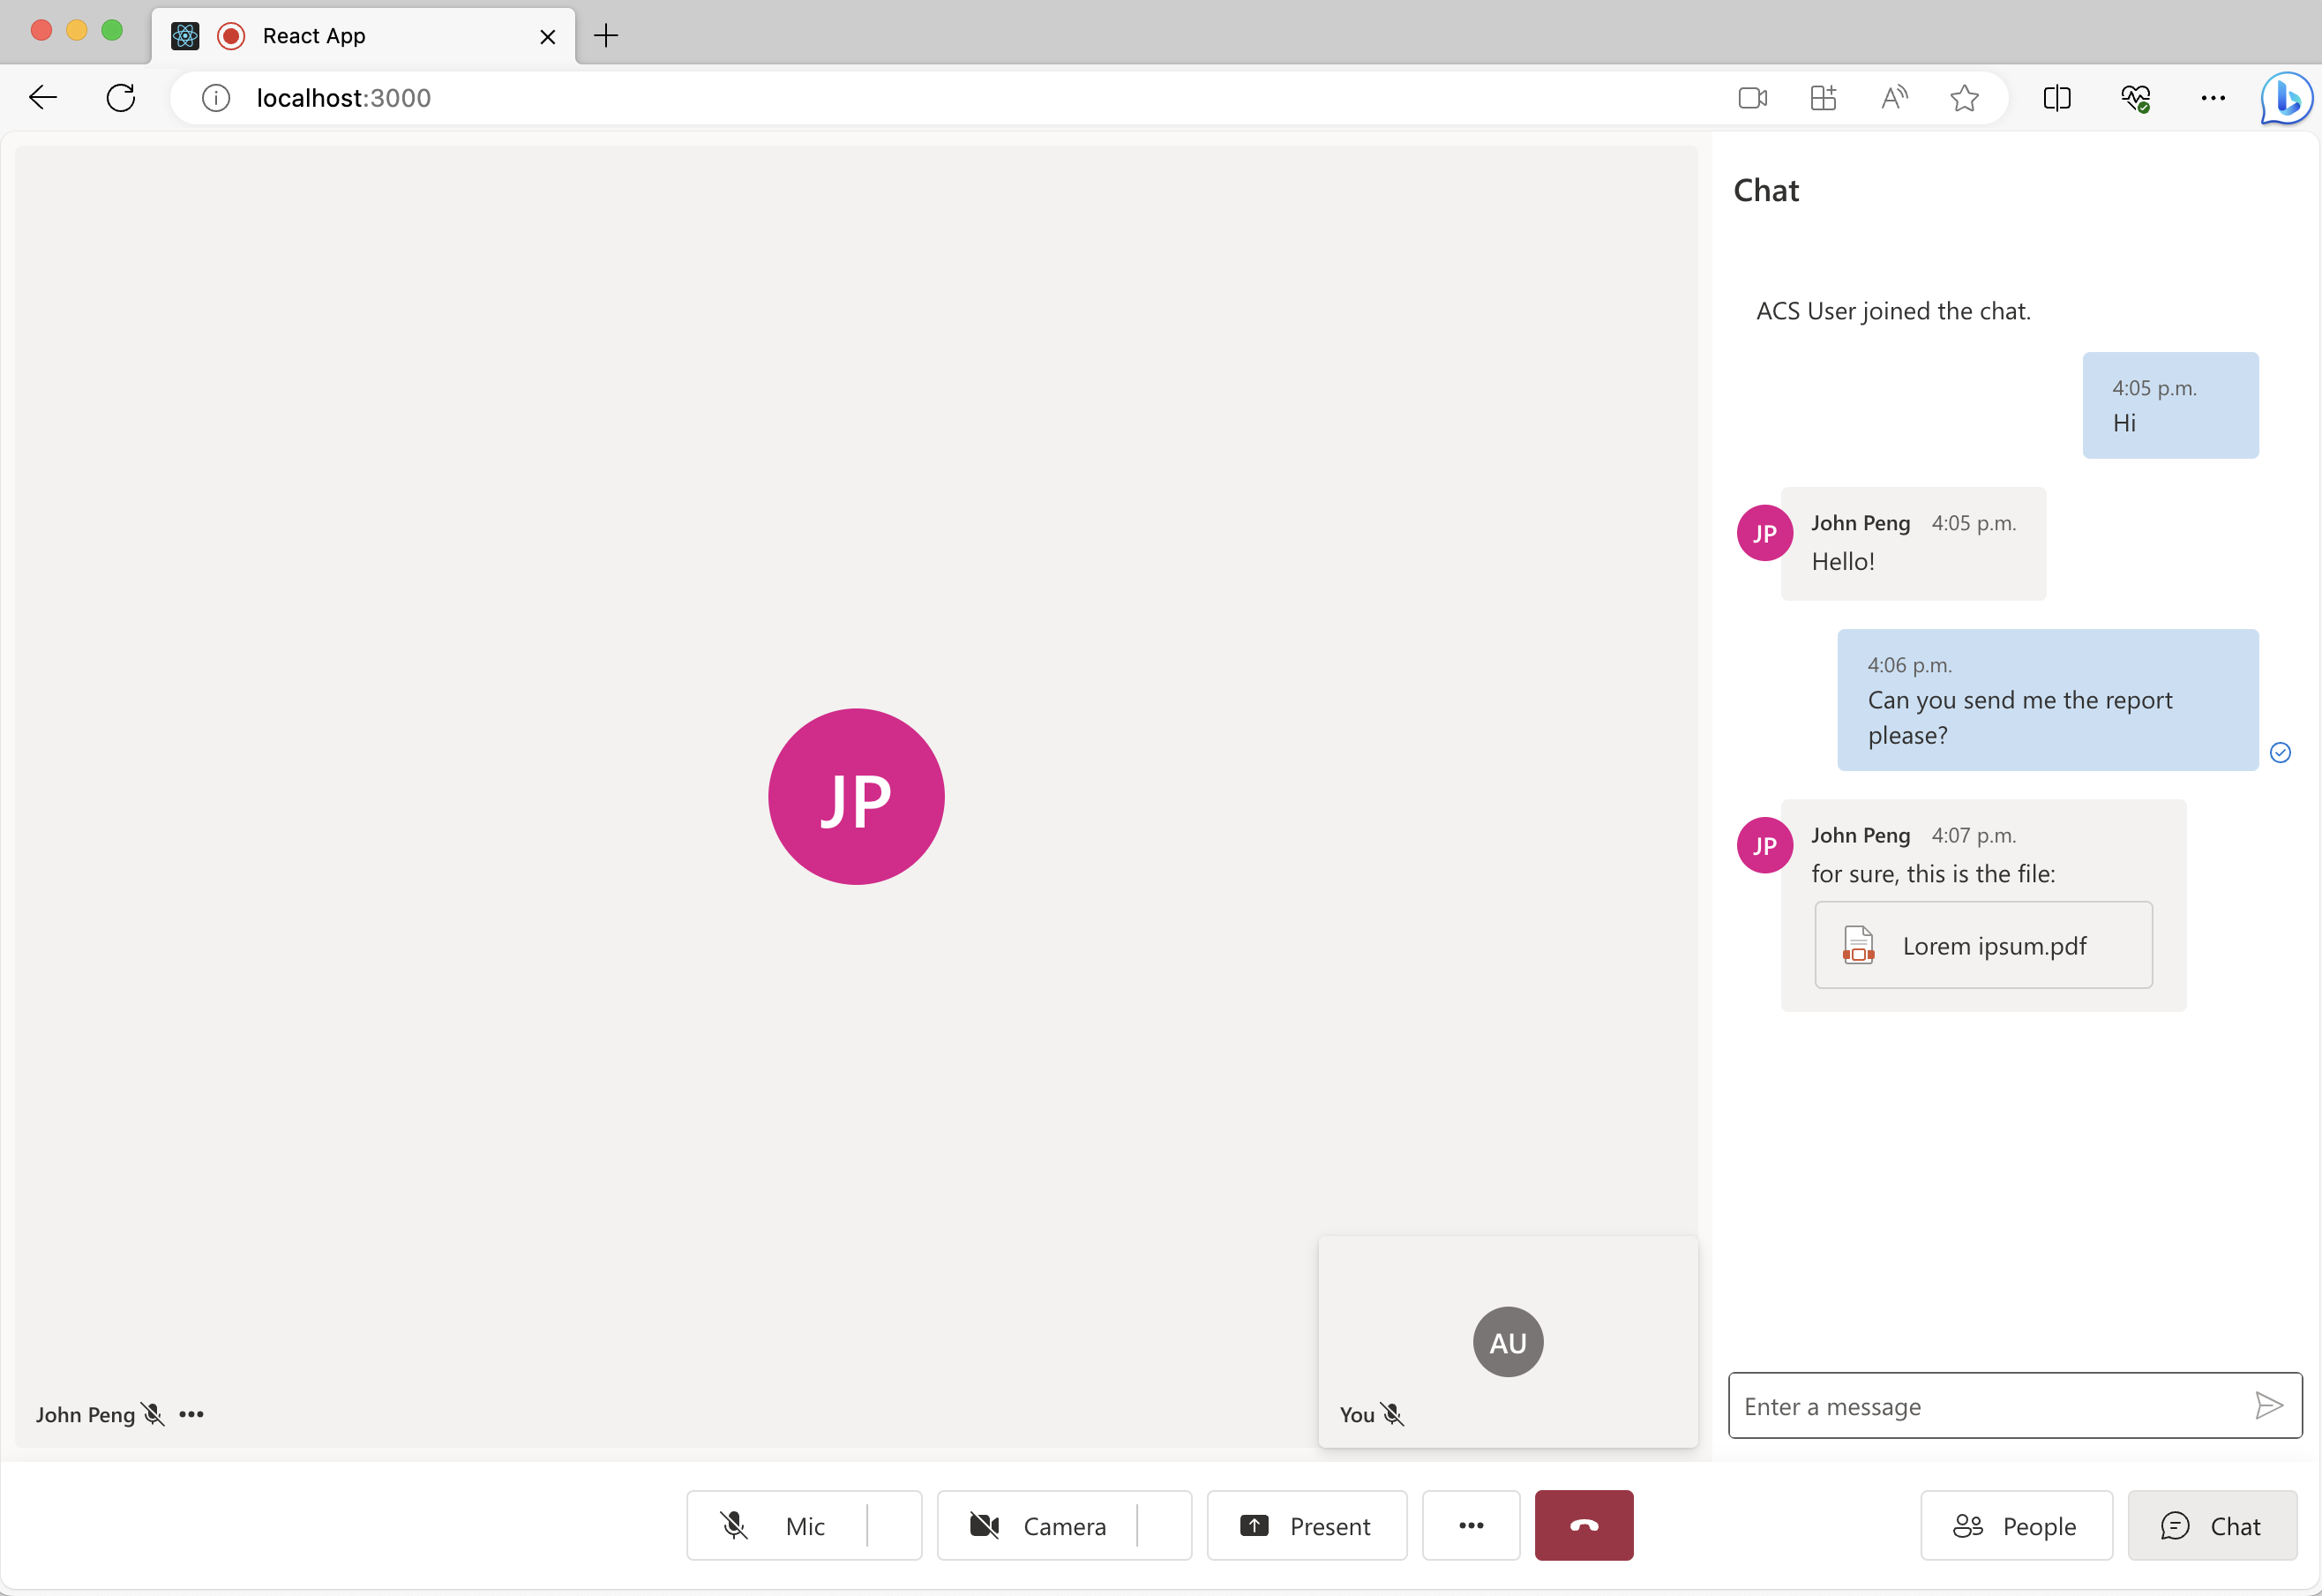 React App
localhost:3000
Chat
ACS User joined the chat.
4:05 p.m.
Hi
JP
John Peng 4:05 p.m.
Hello!
4:06 p.m.
Can you send me the report
please?
JP
John Peng 4:07 p.m.
for sure, this is the file:
Lorem ipsum.pdf
JP
AU
John Peng
You
Enter a message
Mic
Camera
Present
People
Chat